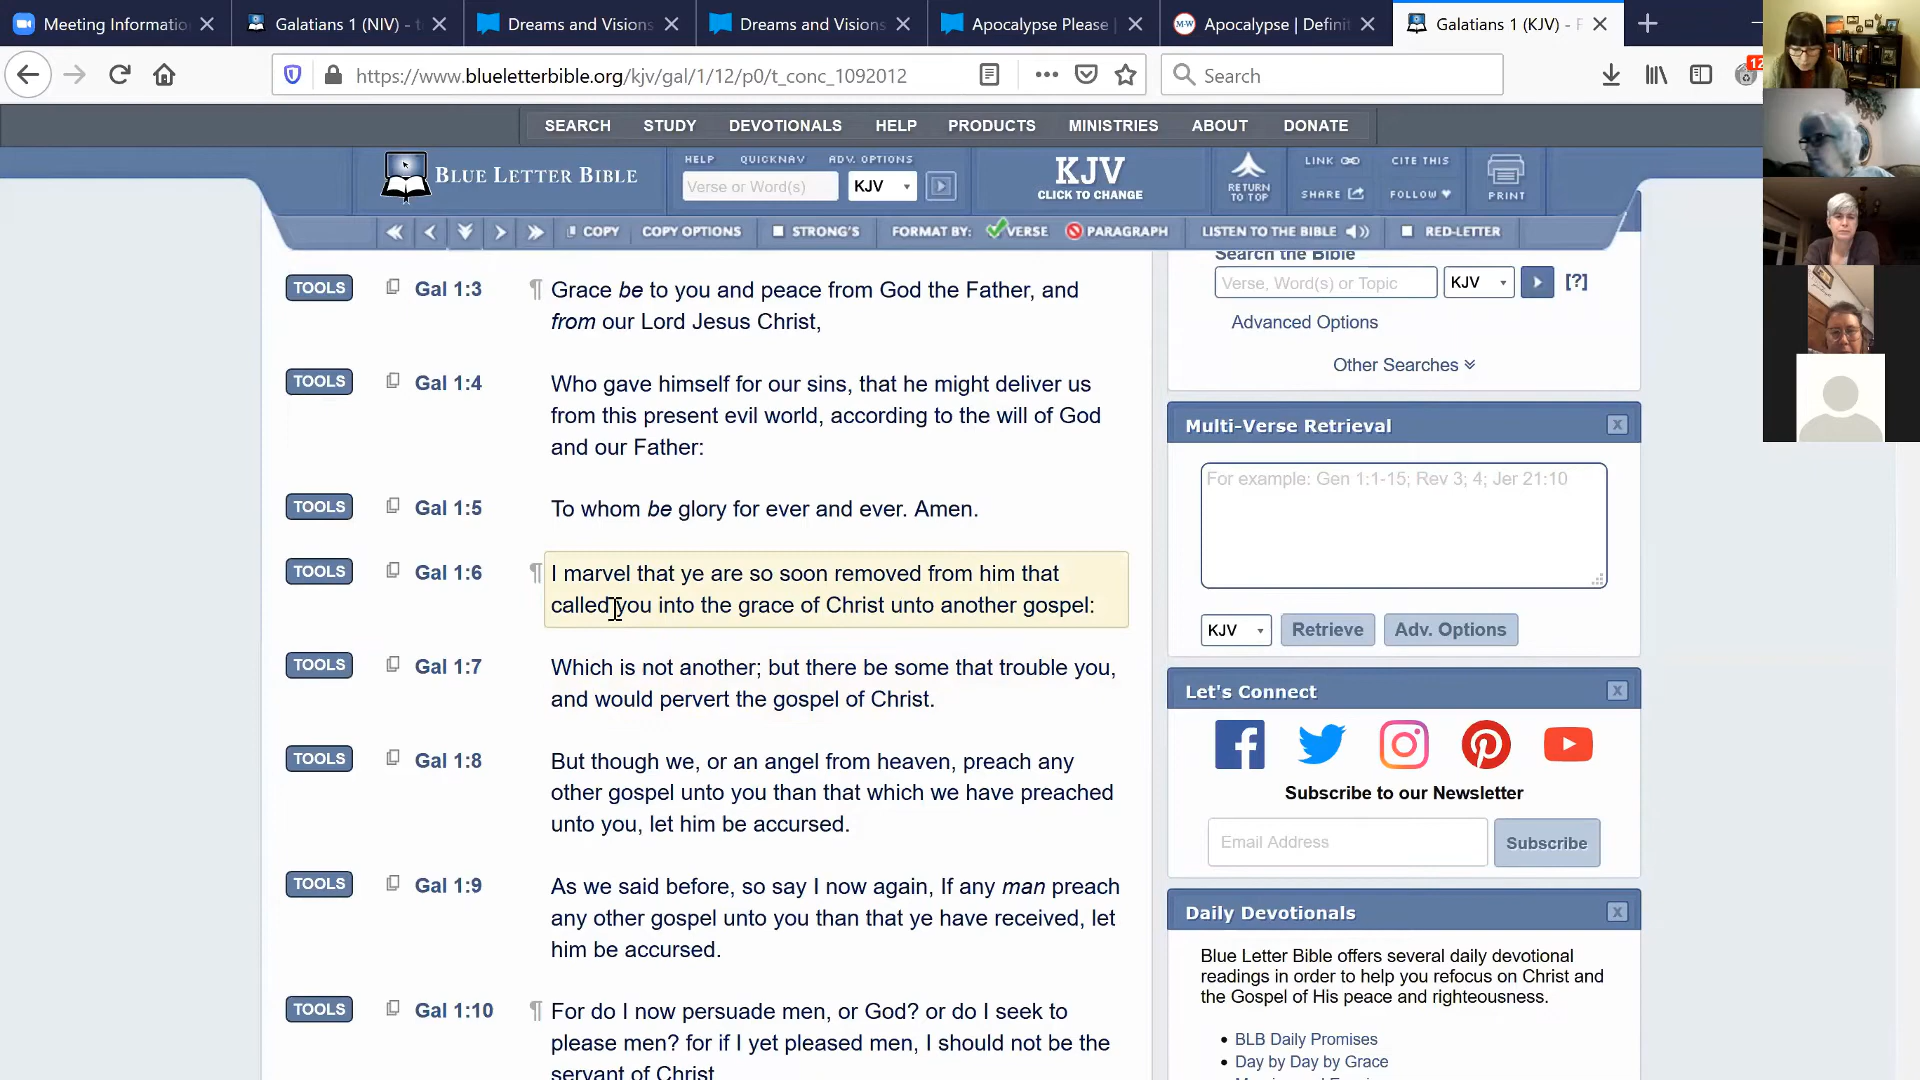 Meeting Informatio
Galatians 1 (NIV) - t
Dreams and Visions
Dreams and Visions
Apocalypse Please
M-W
Apocalypse | Definit
Galatians 1 (KJV) - F
https://www.blueletterbible.org/kjv/gal/1/12/p0/t_conc_1092012
Search
12
SEARCH STUDY DEVOTIONALS HELP PRODUCTS MINISTRIES ABOUT DONATE
BLUE LETTER BIBLE
HELP QUICKNAV ADV. OPTIONS
Verse or Word(s) KJV
KJV
CLICK TO CHANGE
RETURN
TO TOP
LINK
CITE THIS
SHARE
FOLLOW
PRINT
COPY COPY OPTIONS STRONG'S FORMAT BY: VERSE PARAGRAPH LISTEN TO THE BIBLE RED-LETTER
TOOLS Gal 1:3 ¶ Grace be to you and peace from God the Father, and
from our Lord Jesus Christ,
TOOLS Gal 1:4 Who gave himself for our sins, that he might deliver us
from this present evil world, according to the will of God
and our Father:
TOOLS Gal 1:5 To whom be glory for ever and ever. Amen.
TOOLS Gal 1:6 ¶ I marvel that ye are so soon removed from him that
called you into the grace of Christ unto another gospel:
TOOLS Gal 1:7 Which is not another; but there be some that trouble you,
and would pervert the gospel of Christ.
TOOLS Gal 1:8 But though we, or an angel from heaven, preach any
other gospel unto you than that which we have preached
unto you, let him be accursed.
TOOLS Gal 1:9 As we said before, so say I now again, If any man preach
any other gospel unto you than that ye have received, let
him be accursed.
TOOLS Gal 1:10 ¶ For do I now persuade men, or God? or do I seek to
please men? for if I yet pleased men, I should not be the
servant of Christ
Search the Bible
Verse, Word(s) or Topic KJV [?]
Advanced Options
Other Searches
Multi-Verse Retrieval
For example: Gen 1:1-15; Rev 3; 4; Jer 21:10
KJV Retrieve Adv. Options
Let's Connect
Subscribe to our Newsletter
Email Address Subscribe
Daily Devotionals
Blue Letter Bible offers several daily devotional
readings in order to help you refocus on Christ and
the Gospel of His peace and righteousness.
• BLB Daily Promises
• Day by Day by Grace